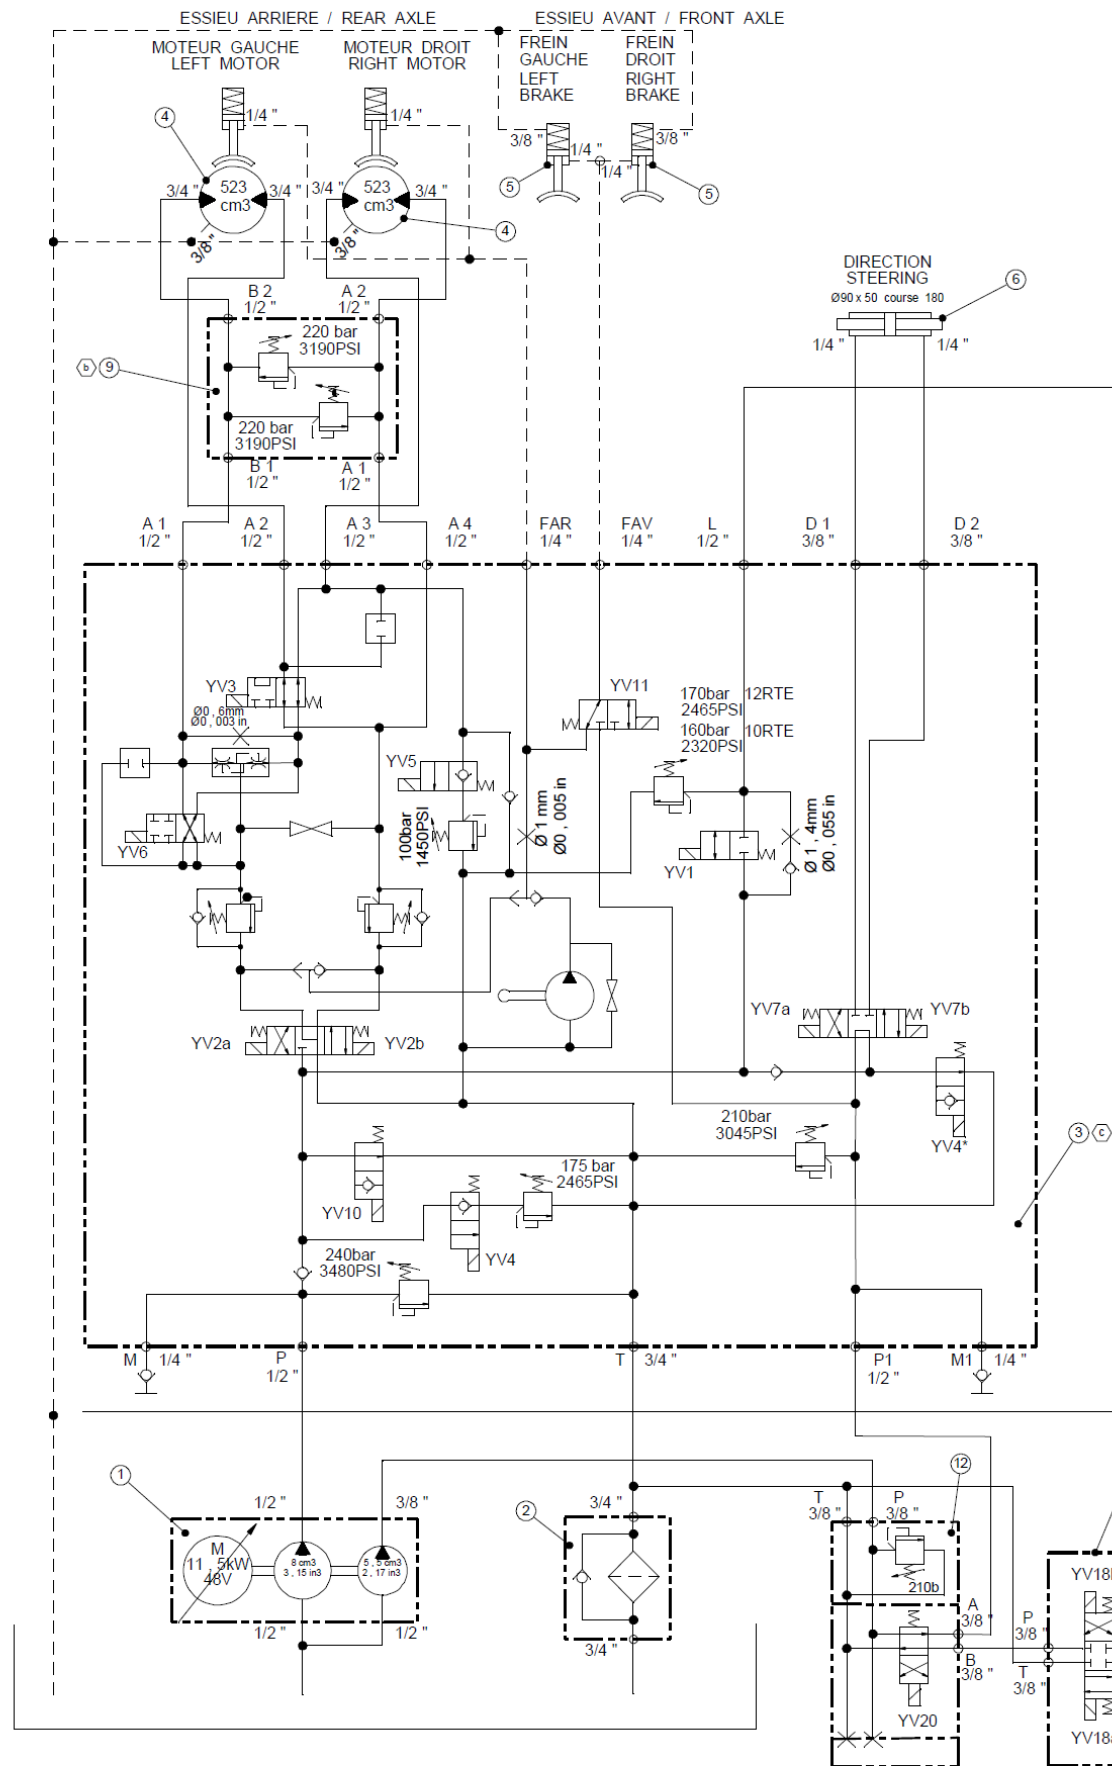 ESSIEU ARRIERE / REAR AXLE
ESSIEU AVANT / FRONT AXLE
MOTEUR GAUCHE
LEFT MOTOR
MOTEUR DROIT
RIGHT MOTOR
FREIN
GAUCHE
LEFT
BRAKE
FREIN
DROIT
RIGHT
BRAKE
1/4 "
1/4 "
3/8 "
1/4 "
1/4 "
3/8 "
4
5
5
3/4 "
523
cm3
3/4 "
3/4 "
523
cm3
3/4 "
3/8 "
3/8 "
4
DIRECTION
STEERING
Ø90 x 50 course 180
6
1/4 "
1/4 "
B 2
1/2 "
A 2
1/2 "
220 bar
3190PSI
b
9
220 bar
3190PSI
B 1
1/2 "
A 1
1/2 "
A 1
1/2 "
A 2
1/2 "
A 3
1/2 "
A 4
1/2 "
FAR
1/4 "
FAV
1/4 "
L
1/2 "
D 1
3/8 "
D 2
3/8 "
YV3
Ø0 , 6mm
Ø0 , 003 in
YV11
170bar 12RTE
2465PSI
160bar 10RTE
2320PSI
YV5
100bar
1450PSI
Ø 1 mm
Ø0 , 005 in
Ø 1 , 4mm
Ø0 , 055 in
YV6
YV1
YV2a
YV2b
YV7a
YV7b
210bar
3045PSI
YV4*
3
c
175 bar
2465PSI
YV10
YV4
240bar
3480PSI
M
1/4 "
P
1/2 "
T
3/4 "
P1
1/2 "
M1
1/4 "
1
1/2 "
3/8 "
M
11 , 5kW
48V
8 cm3
3 , 15 in3
5 , 5 cm3
2 , 17 in3
1/2 "
1/2 "
2
3/4 "
3/4 "
12
T
3/8 "
P
3/8 "
210b
A
3/8 "
B
3/8 "
YV20
P
3/8 "
T
3/8 "
YV18
YV18